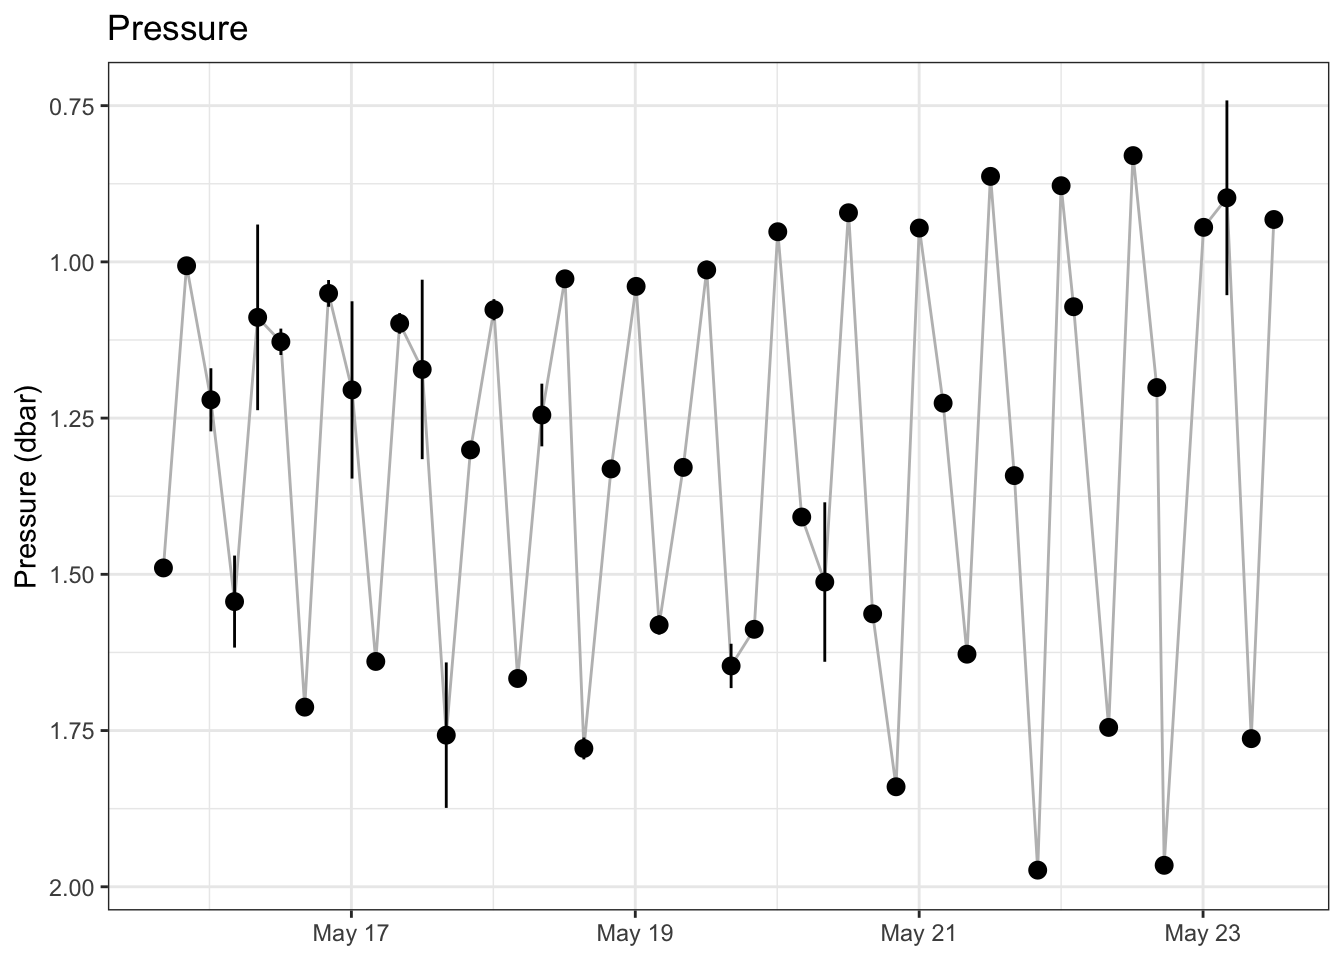 Pressure
0.75
1.00
1.25
1.50
1.75
2.00
Pressure (dbar)
May 17
May 19
May 21
May 23